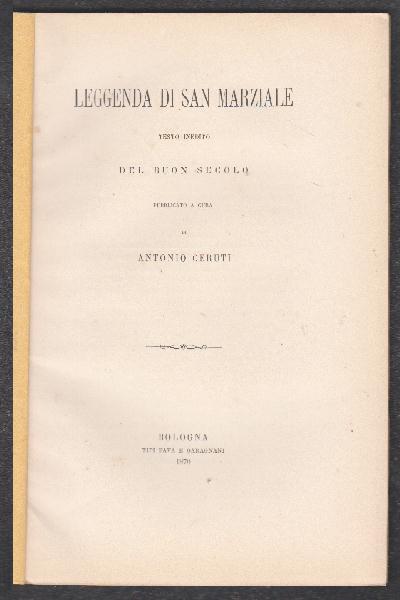 LEGGENDA DI SAN MARZIALE
TESTO INEDITO
DEL BUON SECOLO
PUBBLICATO A CURA
DI
ANTONIO CERUTI
BOLOGNA
TIPI FAVA E GARAGNANI
1870